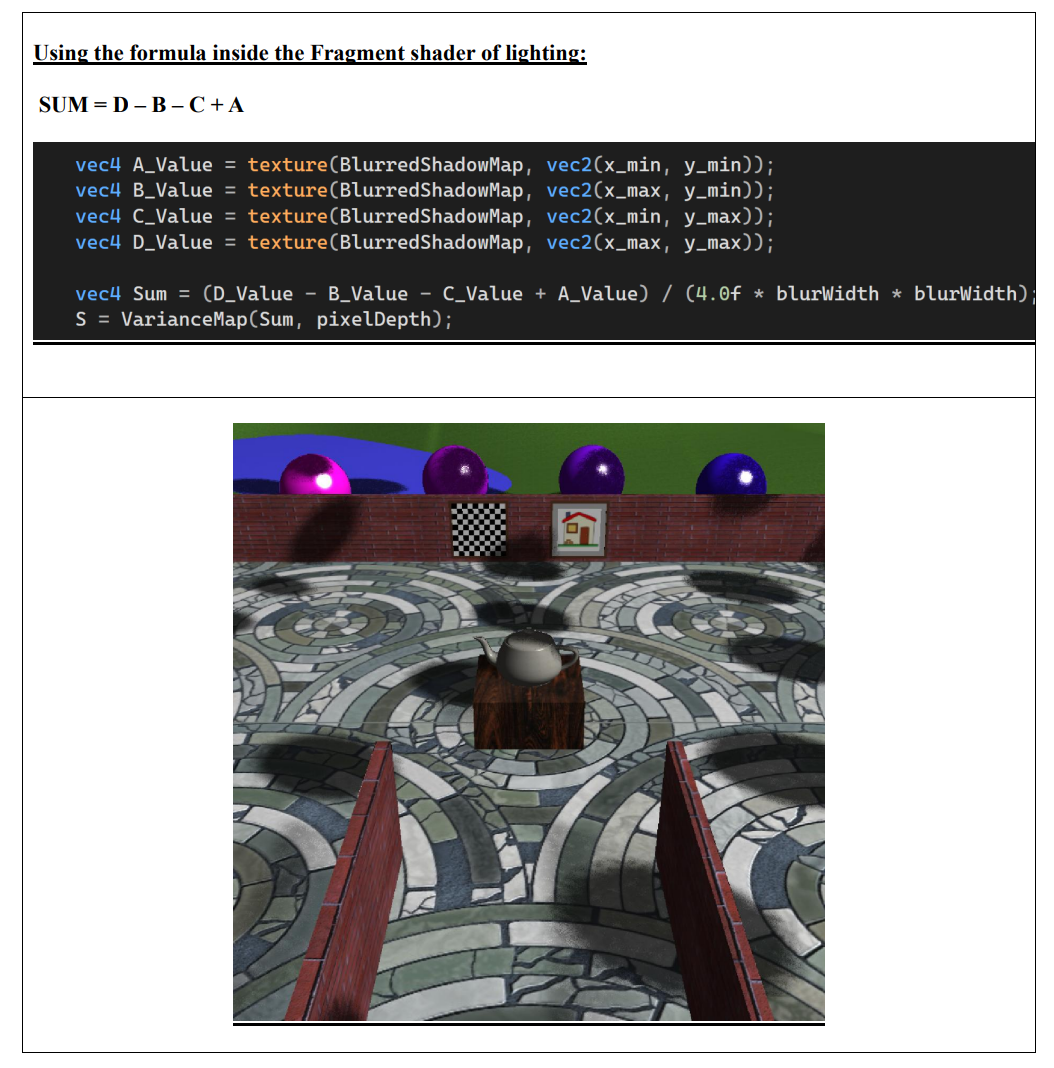 Using the formula inside the Fragment shader of lighting:
SUM = D – B – C + A
vec4 A_Value = texture(BlurredShadowMap, vec2(x_min, y_min));
vec4 B_Value = texture(BlurredShadowMap, vec2(x_max, y_min));
vec4 C_Value = texture(BlurredShadowMap, vec2(x_min, y_max));
vec4 D_Value = texture(BlurredShadowMap, vec2(x_max, y_max));
vec4 Sum = (D_Value - B_Value - C_Value + A_Value) / (4.0f * blurWidth * blurWidth);
S = VarianceMap(Sum, pixelDepth);